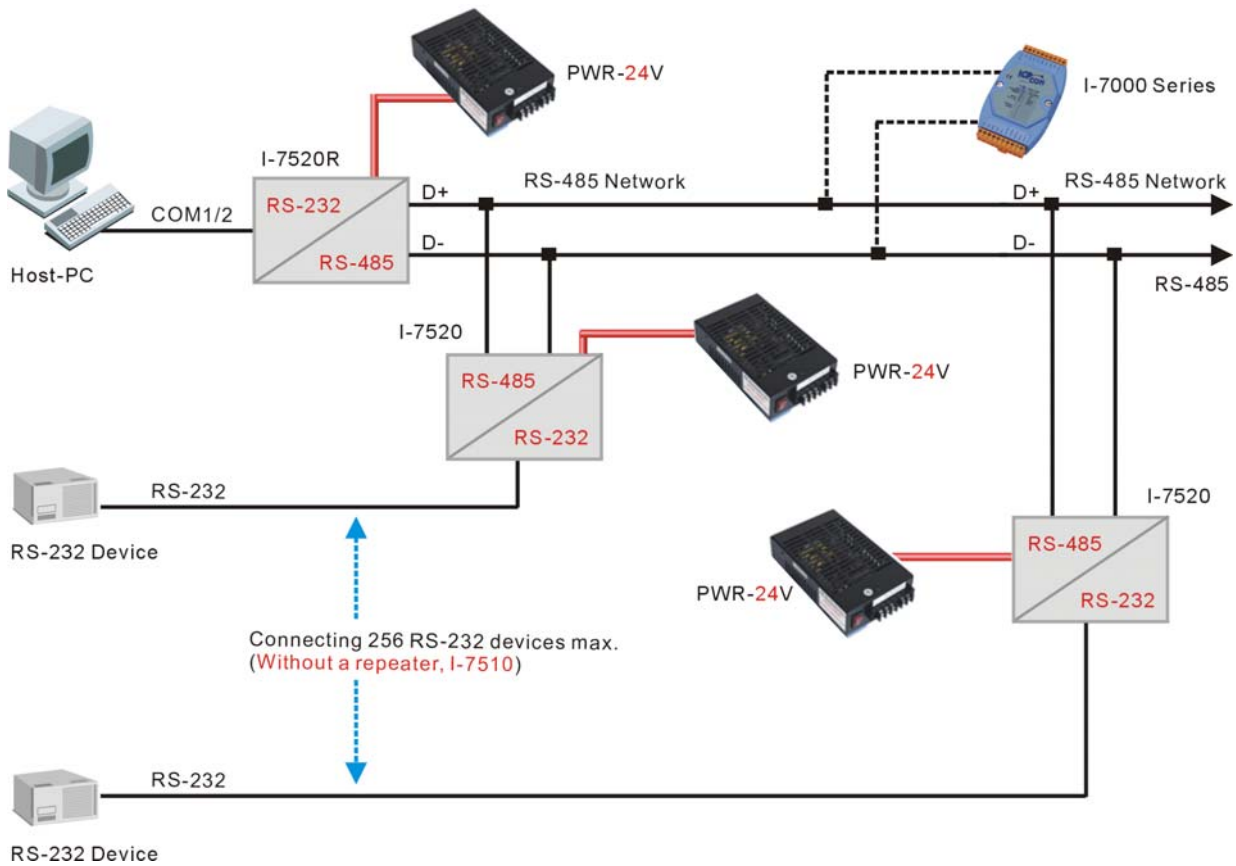 PWR-24V
I-7000 Series
I-7520R
D+
RS-485 Network
D+
RS-485 Network
COM1/2
RS-232
RS-485
D-
D-
RS-485
Host-PC
I-7520
RS-485
RS-232
PWR-24V
RS-232
RS-232 Device
I-7520
RS-485
RS-232
PWR-24V
Connecting 256 RS-232 devices max.
(Without a repeater, I-7510)
RS-232
RS-232 Device